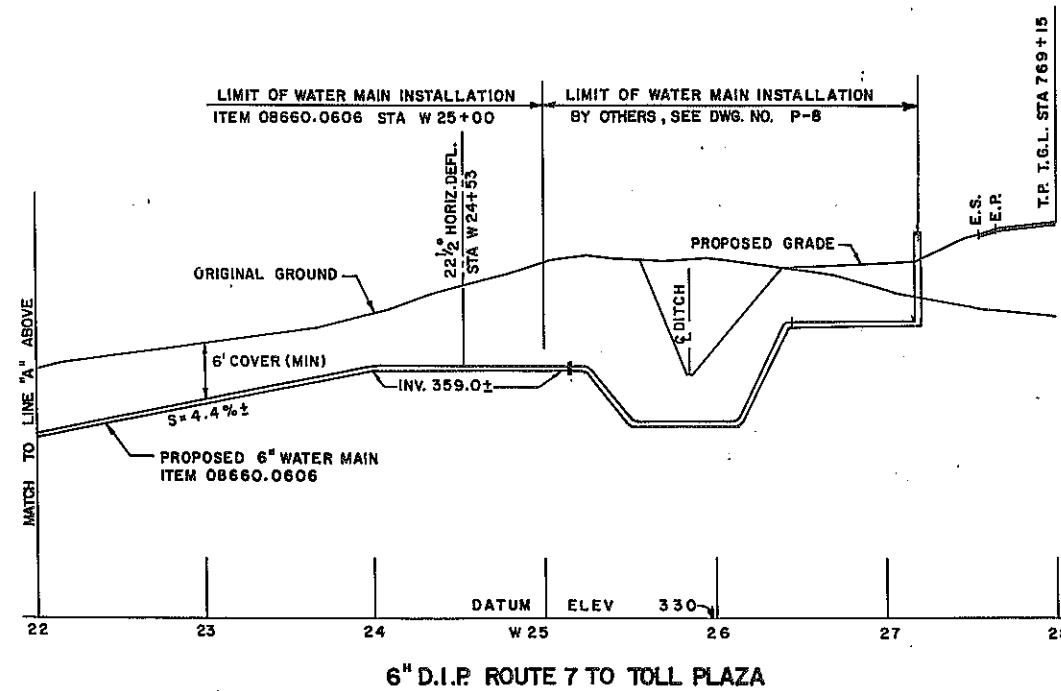 LIMIT OF WATER MAIN INSTALLATION
ITEM 08660.0606 STA W 25+00
LIMIT OF WATER MAIN INSTALLATION
BY OTHERS, SEE DWG. NO. P-8
T.P. T.G.L. STA 769+15
22 1/2° HORIZ. DEFL.
STA W 24+53
E.S.
E.P.
PROPOSED GRADE
ORIGINAL GROUND
℄ DITCH
MATCH TO LINE "A" ABOVE
6' COVER (MIN)
INV. 359.0±
S=4.4%±
PROPOSED 6" WATER MAIN
ITEM 08660.0606
DATUM ELEV 330
22 23 24 W 25 26 27 28
6" D.I.P. ROUTE 7 TO TOLL PLAZA